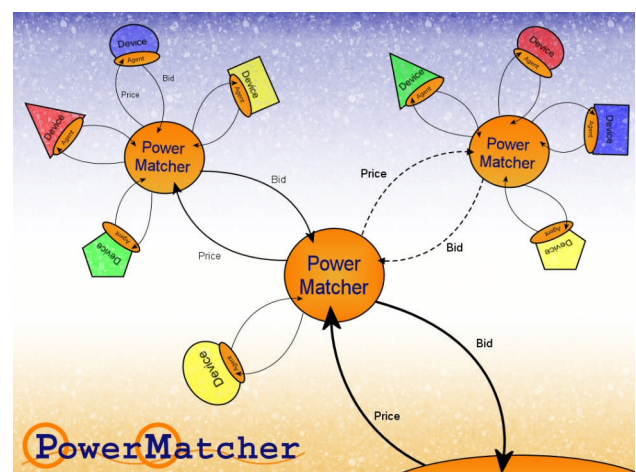 Device
Agent
Price
Bid
Device
Agent
Device
Agent
Power
Matcher
Device
Agent
Bid
Price
Device
Agent
Device
Agent
Device
Agent
Power
Matcher
Device
Agent
Price
Bid
Power
Matcher
Device
Agent
Bid
Price
PowerMatcher